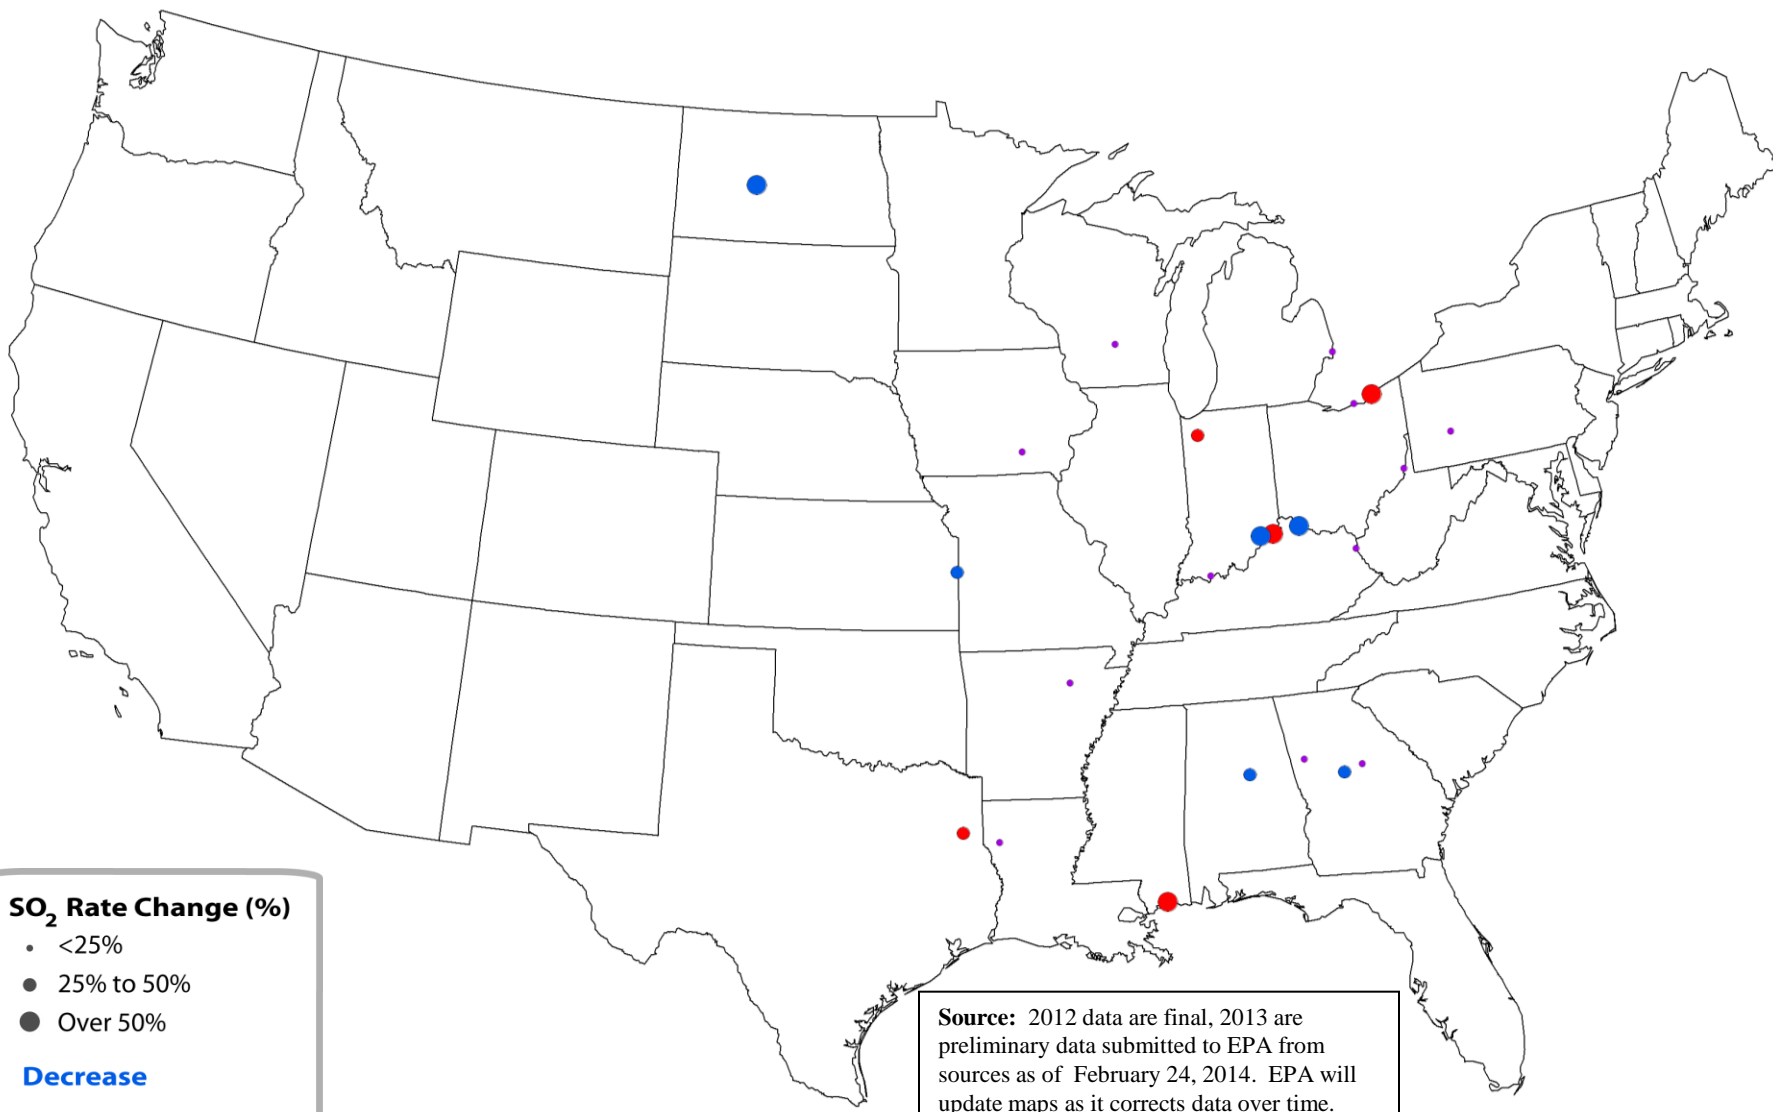 SO₂ Rate Change (%)
<25%
25% to 50%
Over 50%
Decrease
Source: 2012 data are final, 2013 are
preliminary data submitted to EPA from
sources as of February 24, 2014. EPA will
update maps as it corrects data over time.